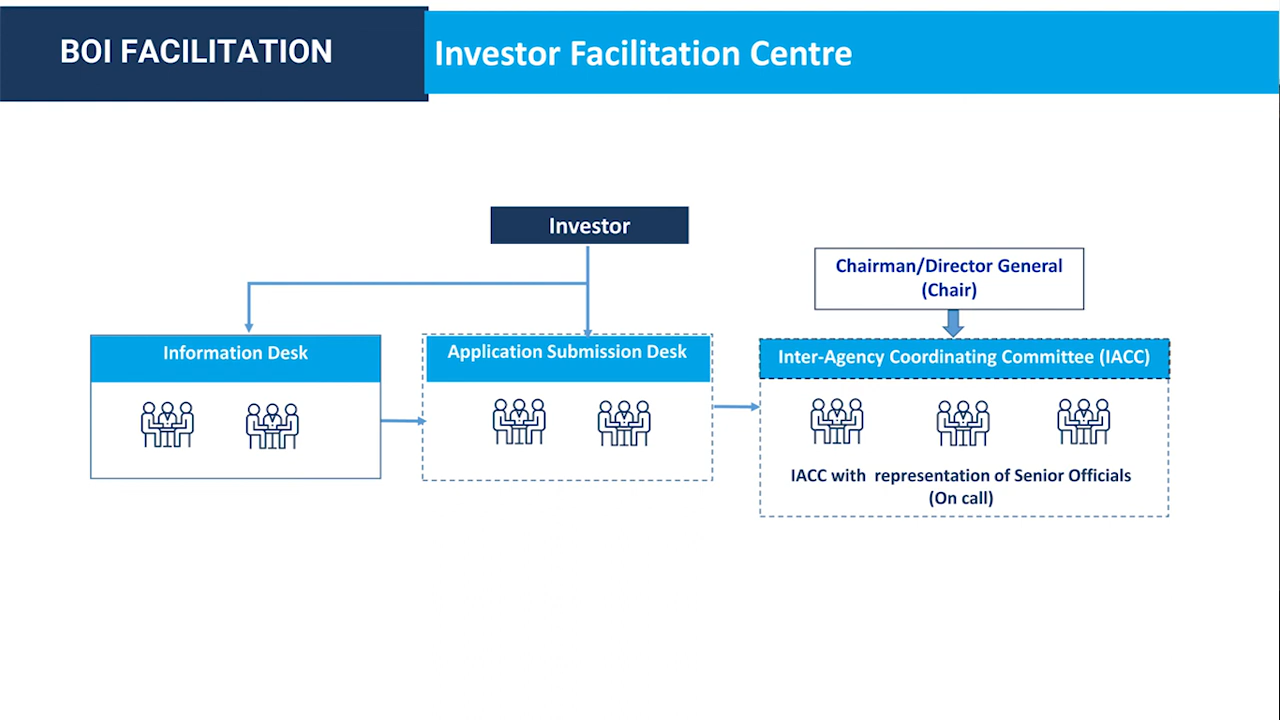 BOI FACILITATION
Investor Facilitation Centre
Investor
Chairman/Director General
(Chair)
Information Desk
Application Submission Desk
Inter-Agency Coordinating Committee (IACC)
IACC with representation of Senior Officials
(On call)